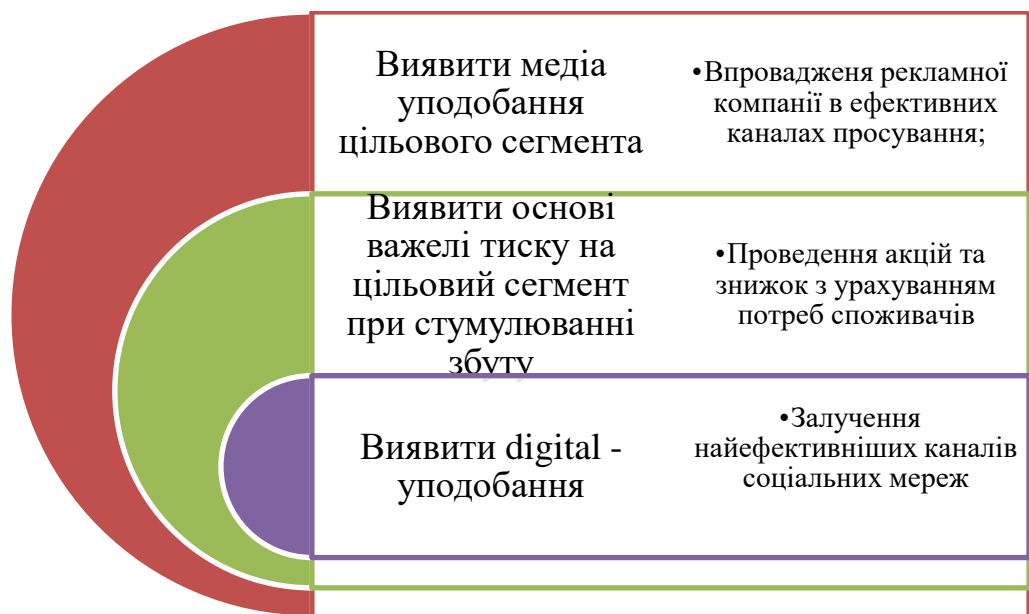 Виявити медіа
уподобання
цільового сегмента
•Впровадженя рекламної
компанії в ефективних
каналах просування;
Виявити основі
важелі тиску на
цільовий сегмент
при стумулюванні
збуту
•Проведення акцій та
знижок з урахуванням
потреб споживачів
Виявити digital -
уподобання
•Залучення
найефективніших каналів
соціальних мереж